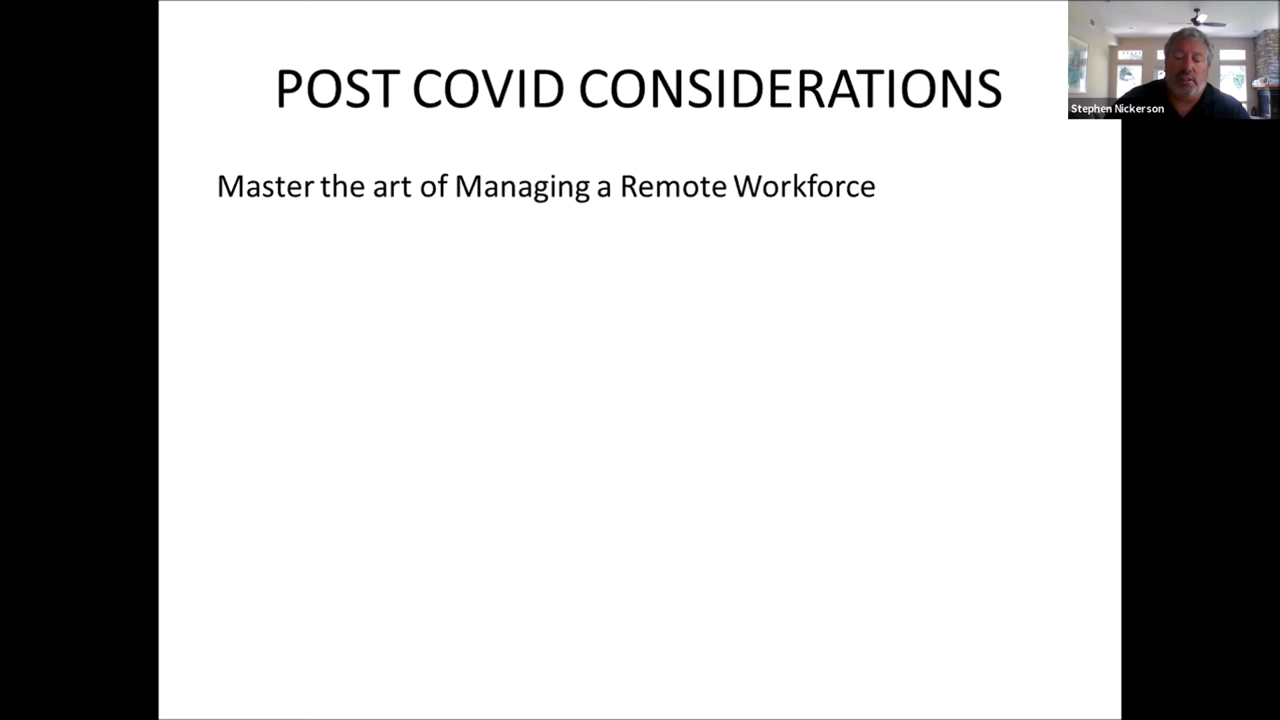 POST COVID CONSIDERATIONS
Stephen Nickerson
Master the art of Managing a Remote Workforce